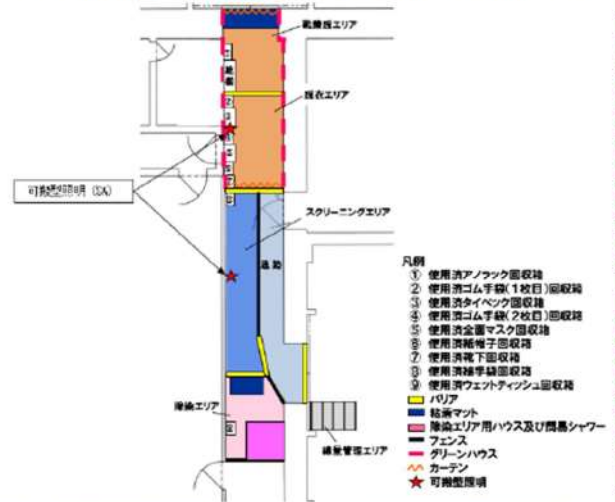 靴着脱エリア
脱衣エリア
可搬型照明（SA）
スクリーニングエリア
通路
凡例
① 使用済アノラック回収箱
② 使用済ゴム手袋（1枚目）回収箱
③ 使用済タイベック回収箱
④ 使用済ゴム手袋（2枚目）回収箱
⑤ 使用済全面マスク回収箱
⑥ 使用済紙帽子回収箱
⑦ 使用済靴下回収箱
⑧ 使用済綿手袋回収箱
⑨ 使用済ウェットティッシュ回収箱
バリア
粘着マット
除染エリア用ハウス及び簡易シャワー
フェンス
グリーンハウス
カーテン
可搬型照明
除染エリア
線量管理エリア